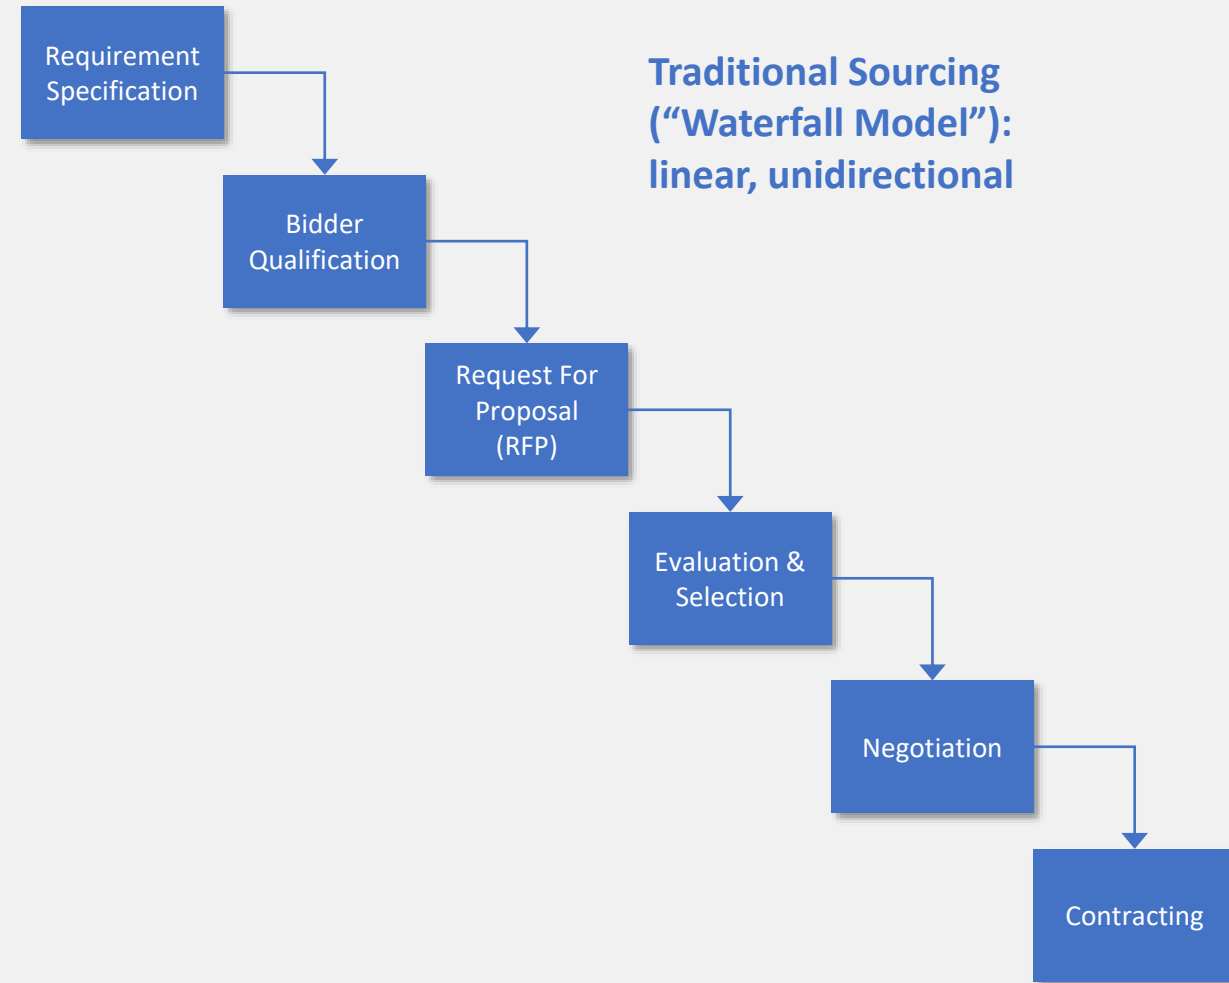 Requirement
Specification
Traditional Sourcing
(“Waterfall Model”):
linear, unidirectional
Bidder
Qualification
Request For
Proposal
(RFP)
Evaluation &
Selection
Negotiation
Contracting